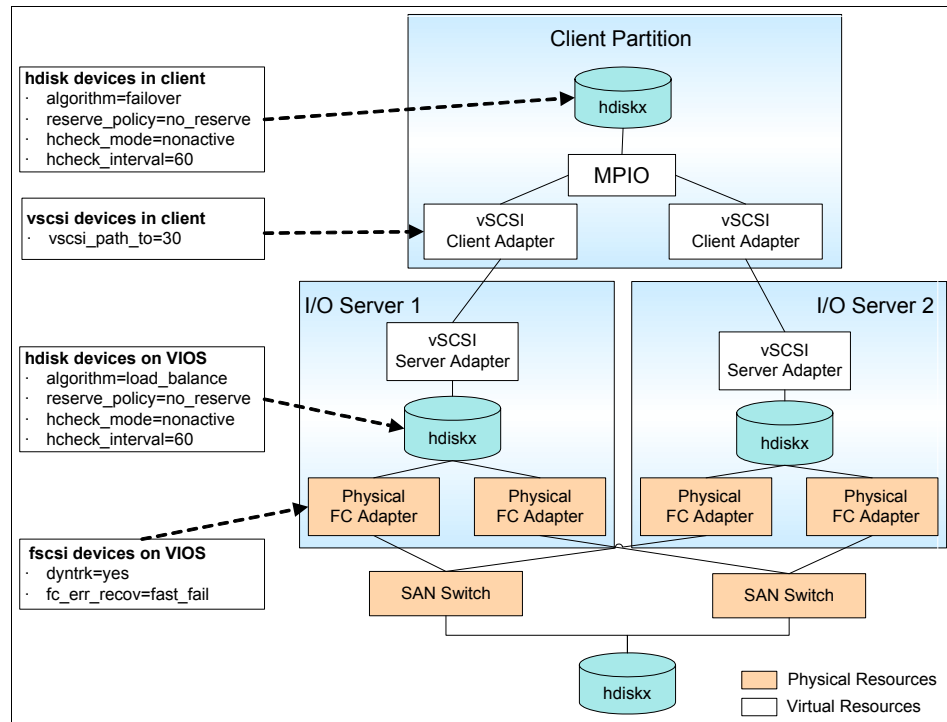 Client Partition
hdisk devices in client
· algorithm=failover
· reserve_policy=no_reserve
· hcheck_mode=nonactive
· hcheck_interval=60
hdiskx
MPIO
vscsi devices in client
· vscsi_path_to=30
vSCSI
Client Adapter
vSCSI
Client Adapter
I/O Server 1
I/O Server 2
vSCSI
Server Adapter
vSCSI
Server Adapter
hdisk devices on VIOS
· algorithm=load_balance
· reserve_policy=no_reserve
· hcheck_mode=nonactive
· hcheck_interval=60
hdiskx
hdiskx
Physical
FC Adapter
Physical
FC Adapter
Physical
FC Adapter
Physical
FC Adapter
fscsi devices on VIOS
· dyntrk=yes
· fc_err_recov=fast_fail
SAN Switch
SAN Switch
hdiskx
Physical Resources
Virtual Resources